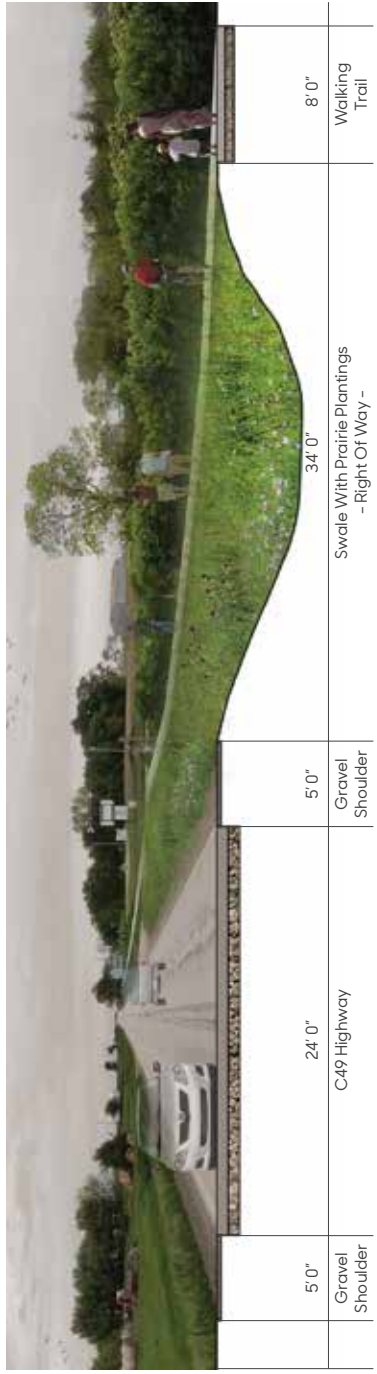 5' 0"
24' 0"
5' 0"
34' 0"
8' 0"
Gravel
Shoulder
C49 Highway
Gravel
Shoulder
Swale With Prairie Plantings
- Right Of Way -
Walking
Trail